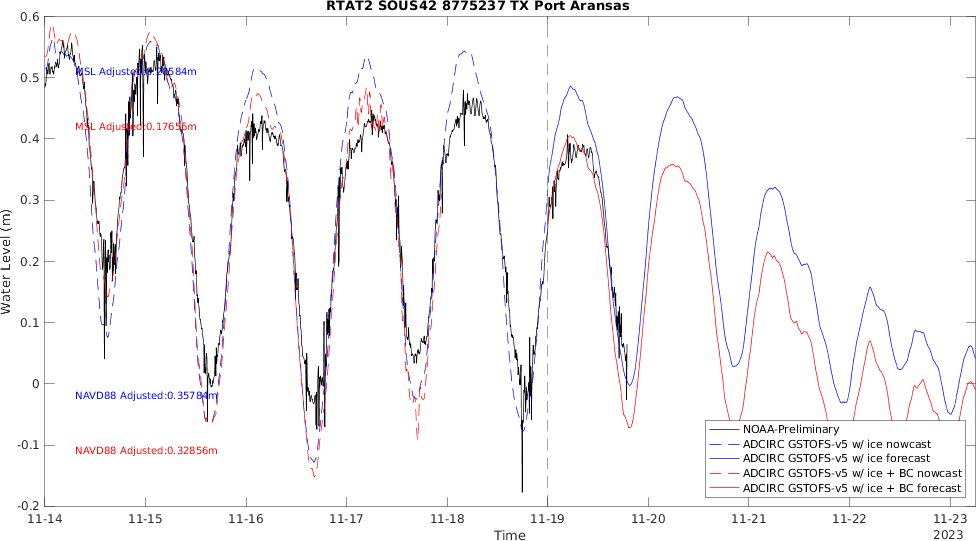 RTAT2 SOUS42 8775237 TX Port Aransas
Water Level (m)
0.6
0.5
0.4
0.3
0.2
0.1
0
-0.1
-0.2
MSL Adjusted:
MSL Adjusted:0.17656m
NAVD88 Adjusted:0.35784m
NAVD88 Adjusted:0.32856m
NOAA-Preliminary
ADCIRC GSTOFS-v5 w/ ice nowcast
ADCIRC GSTOFS-v5 w/ ice forecast
ADCIRC GSTOFS-v5 w/ ice + BC nowcast
ADCIRC GSTOFS-v5 w/ ice + BC forecast
11-14 11-15 11-16 11-17 11-18 11-19 11-20 11-21 11-22 11-23
Time
2023